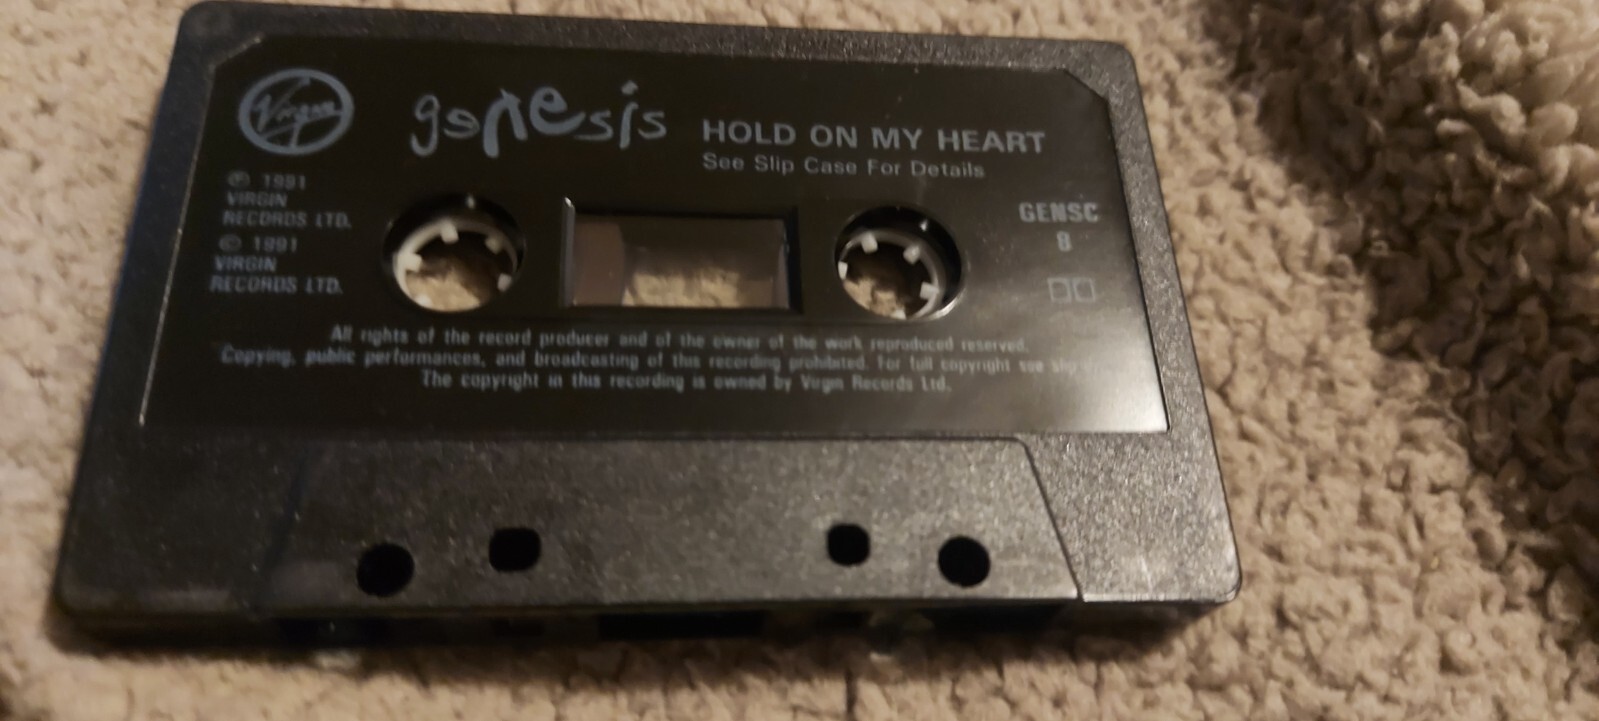 Virgin
genesis
HOLD ON MY HEART
See Slip Case For Details
℗ 1991
VIRGIN
RECORDS LTD.
© 1991
VIRGIN
RECORDS LTD.
GENSC
8
All rights of the record producer and of the owner of the work reproduced reserved.
Copying, public performances, and broadcasting of this recording prohibited. For full copyright see slip
The copyright in this recording is owned by Virgin Records Ltd.